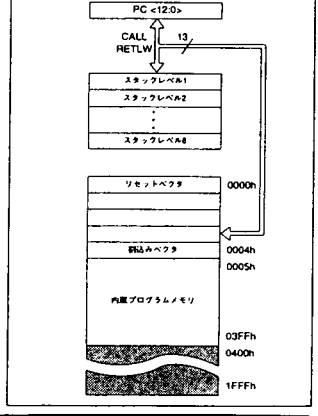 PC <12:0>
CALL
RETLW
13
スタックレベル1
スタックレベル2
スタックレベル8
リセットベクタ
0000h
割込みベクタ
0004h
0005h
内蔵プログラムメモリ
03FFh
0400h
1FFFh